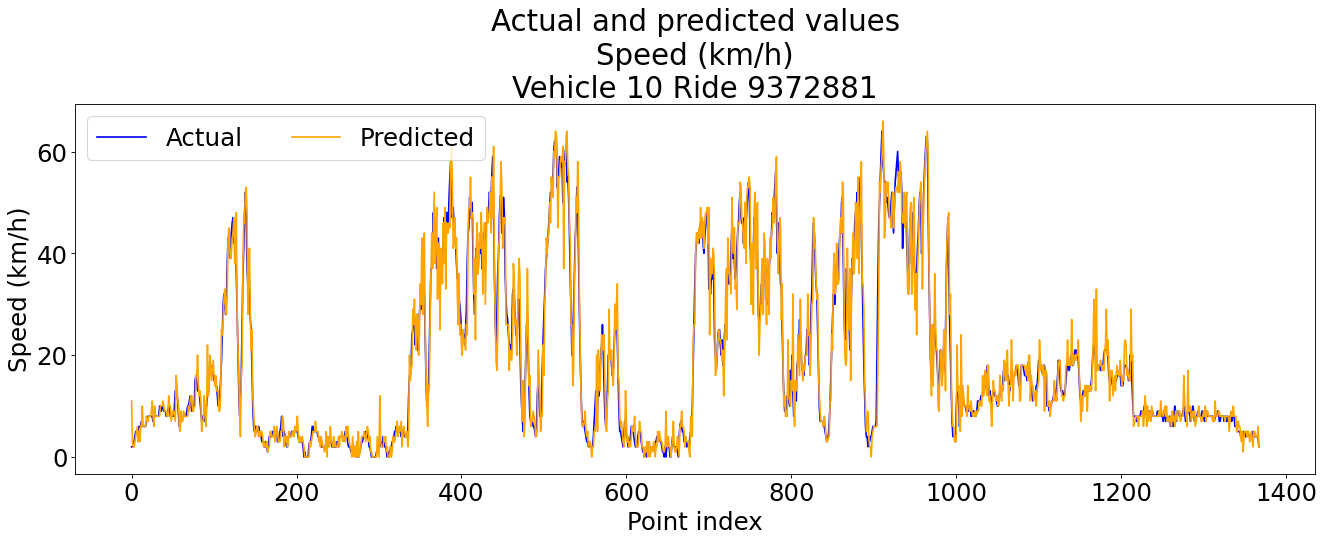 Actual and predicted values
Speed (km/h)
Vehicle 10 Ride 9372881
Actual
Predicted
Speed (km/h)
60
40
20
0
0
200
400
600
800
1000
1200
1400
Point index